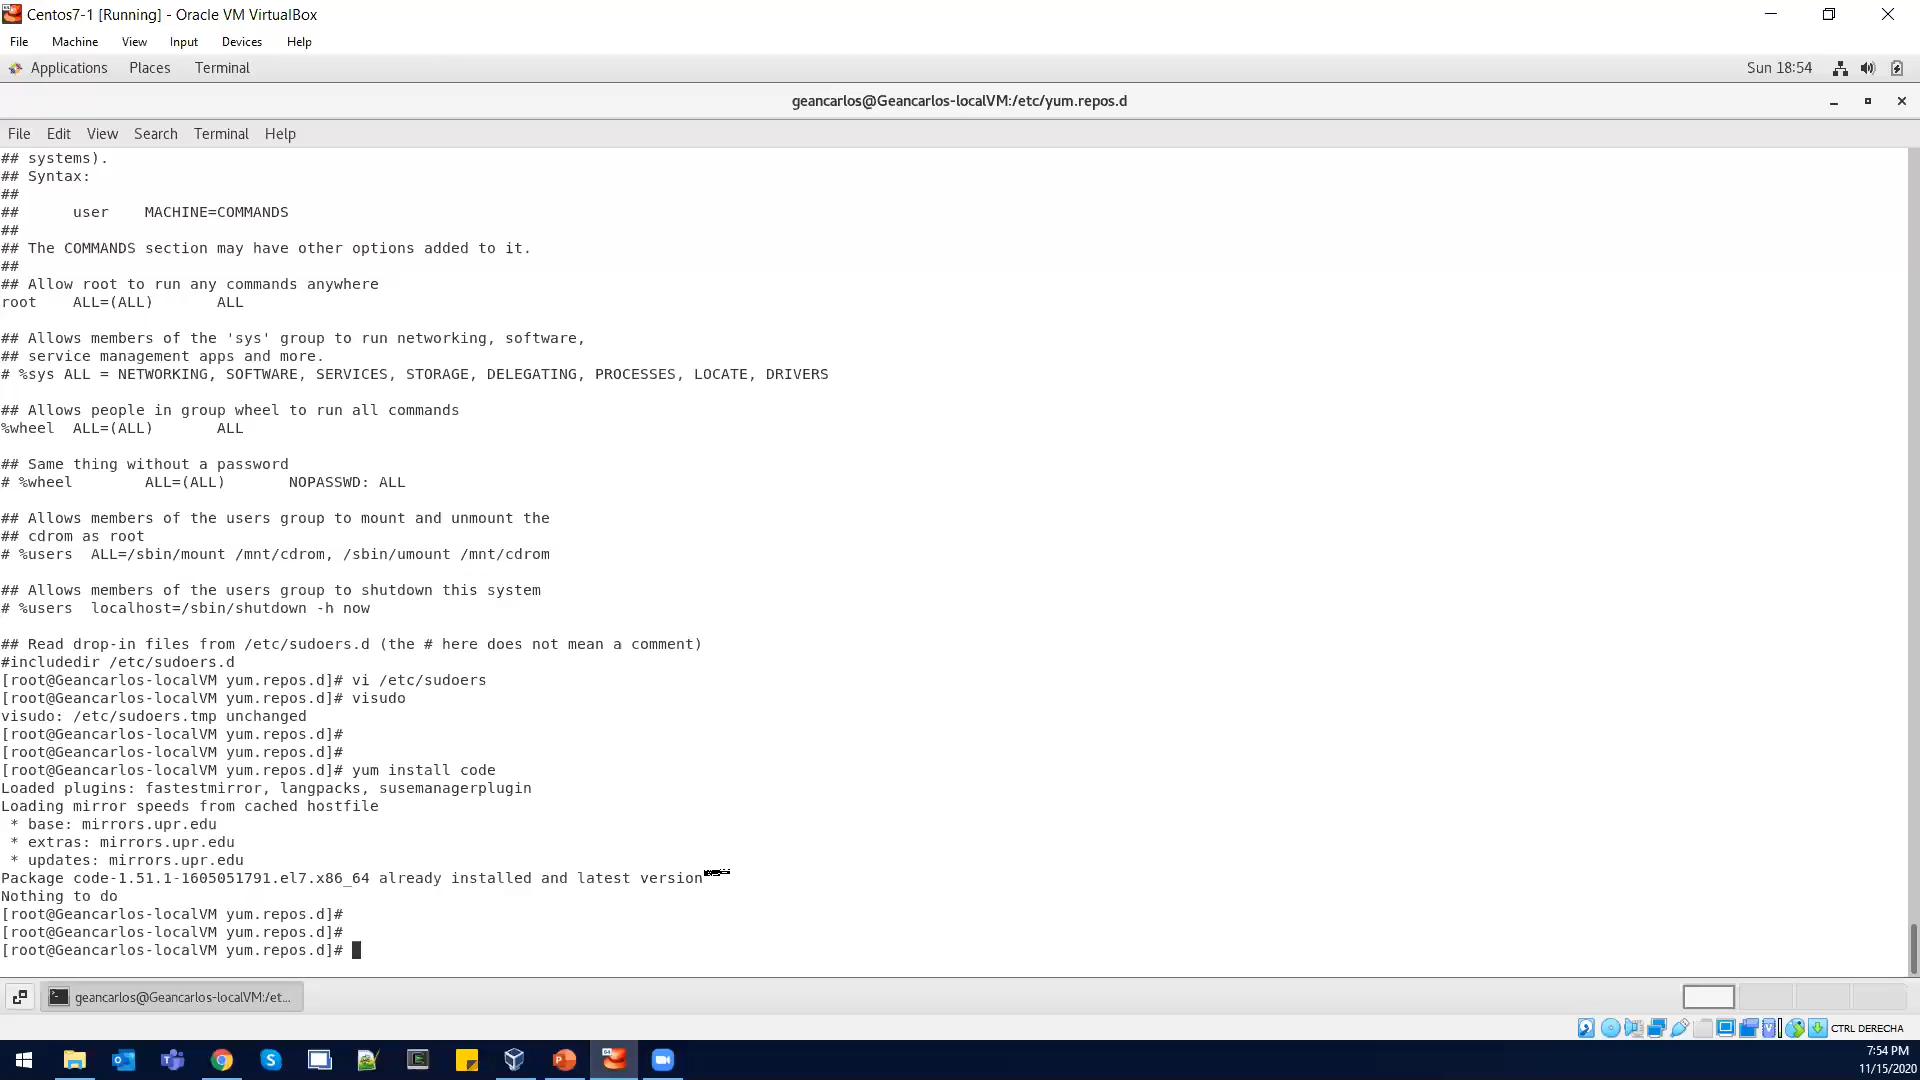 Centos7-1 [Running] - Oracle VM VirtualBox
File Machine View Input Devices Help
Applications Places Terminal Sun 18:54
geancarlos@Geancarlos-localVM:/etc/yum.repos.d
File Edit View Search Terminal Help
## systems).
## Syntax:
##
## user MACHINE=COMMANDS
##
## The COMMANDS section may have other options added to it.
##
## Allow root to run any commands anywhere
root ALL=(ALL) ALL
## Allows members of the 'sys' group to run networking, software,
## service management apps and more.
# %sys ALL = NETWORKING, SOFTWARE, SERVICES, STORAGE, DELEGATING, PROCESSES, LOCATE, DRIVERS
## Allows people in group wheel to run all commands
%wheel ALL=(ALL) ALL
## Same thing without a password
# %wheel ALL=(ALL) NOPASSWD: ALL
## Allows members of the users group to mount and unmount the
## cdrom as root
# %users ALL=/sbin/mount /mnt/cdrom, /sbin/umount /mnt/cdrom
## Allows members of the users group to shutdown this system
# %users localhost=/sbin/shutdown -h now
## Read drop-in files from /etc/sudoers.d (the # here does not mean a comment)
#includedir /etc/sudoers.d
[root@Geancarlos-localVM yum.repos.d]# vi /etc/sudoers
[root@Geancarlos-localVM yum.repos.d]# visudo
visudo: /etc/sudoers.tmp unchanged
[root@Geancarlos-localVM yum.repos.d]#
[root@Geancarlos-localVM yum.repos.d]#
[root@Geancarlos-localVM yum.repos.d]# yum install code
Loaded plugins: fastestmirror, langpacks, susemanagerplugin
Loading mirror speeds from cached hostfile
* base: mirrors.upr.edu
* extras: mirrors.upr.edu
* updates: mirrors.upr.edu
Package code-1.51.1-1605051791.el7.x86_64 already installed and latest version
Nothing to do
[root@Geancarlos-localVM yum.repos.d]#
[root@Geancarlos-localVM yum.repos.d]#
[root@Geancarlos-localVM yum.repos.d]#
geancarlos@Geancarlos-localVM:/et...
CTRL DERECHA
7:54 PM
11/15/2020